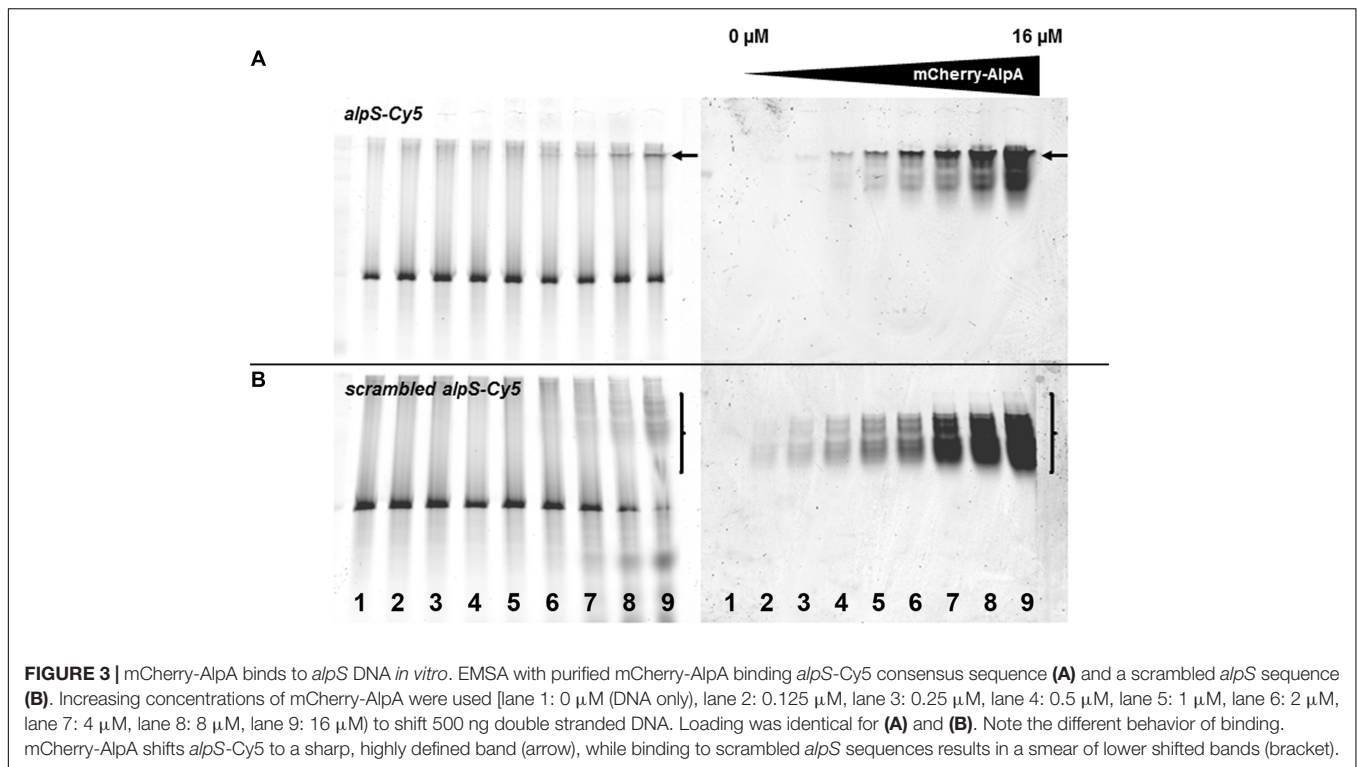 0 µM 16 µM
A
mCherry-AlpA
alpS-Cy5
B
scrambled alpS-Cy5
1 2 3 4 5 6 7 8 9 1 2 3 4 5 6 7 8 9
FIGURE 3 | mCherry-AlpA binds to alpS DNA in vitro. EMSA with purified mCherry-AlpA binding alpS-Cy5 consensus sequence (A) and a scrambled alpS sequence
(B). Increasing concentrations of mCherry-AlpA were used [lane 1: 0 µM (DNA only), lane 2: 0.125 µM, lane 3: 0.25 µM, lane 4: 0.5 µM, lane 5: 1 µM, lane 6: 2 µM,
lane 7: 4 µM, lane 8: 8 µM, lane 9: 16 µM) to shift 500 ng double stranded DNA. Loading was identical for (A) and (B). Note the different behavior of binding.
mCherry-AlpA shifts alpS-Cy5 to a sharp, highly defined band (arrow), while binding to scrambled alpS sequences results in a smear of lower shifted bands (bracket).